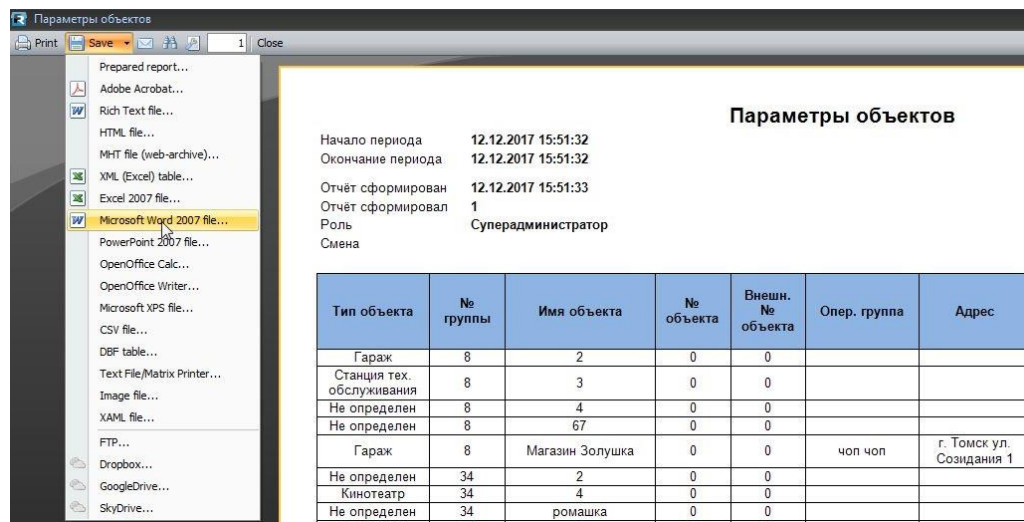 Параметры объектов
Print Save 1 Close
Prepared report...
Adobe Acrobat...
Rich Text file...
HTML file...
MHT file (web-archive)...
XML (Excel) table...
Excel 2007 file...
Microsoft Word 2007 file...
PowerPoint 2007 file...
OpenOffice Calc...
OpenOffice Writer...
Microsoft XPS file...
CSV file...
DBF table...
Text File/Matrix Printer...
Image file...
XAML file...
FTP...
Dropbox...
GoogleDrive...
SkyDrive...
Параметры объектов
Начало периода 12.12.2017 15:51:32
Окончание периода 12.12.2017 15:51:32
Отчёт сформирован 12.12.2017 15:51:33
Отчёт сформировал 1
Роль Суперадминистратор
Смена
Тип объекта № группы Имя объекта № объекта Внешн. № объекта Опер. группа Адрес
Гараж 8 2 0 0
Станция тех. обслуживания 8 3 0 0
Не определен 8 4 0 0
Не определен 8 67 0 0
Гараж 8 Магазин Золушка 0 0 чоп чоп г. Томск ул. Созидания 1
Не определен 34 2 0 0
Кинотеатр 34 4 0 0
Не определен 34 ромашка 0 0